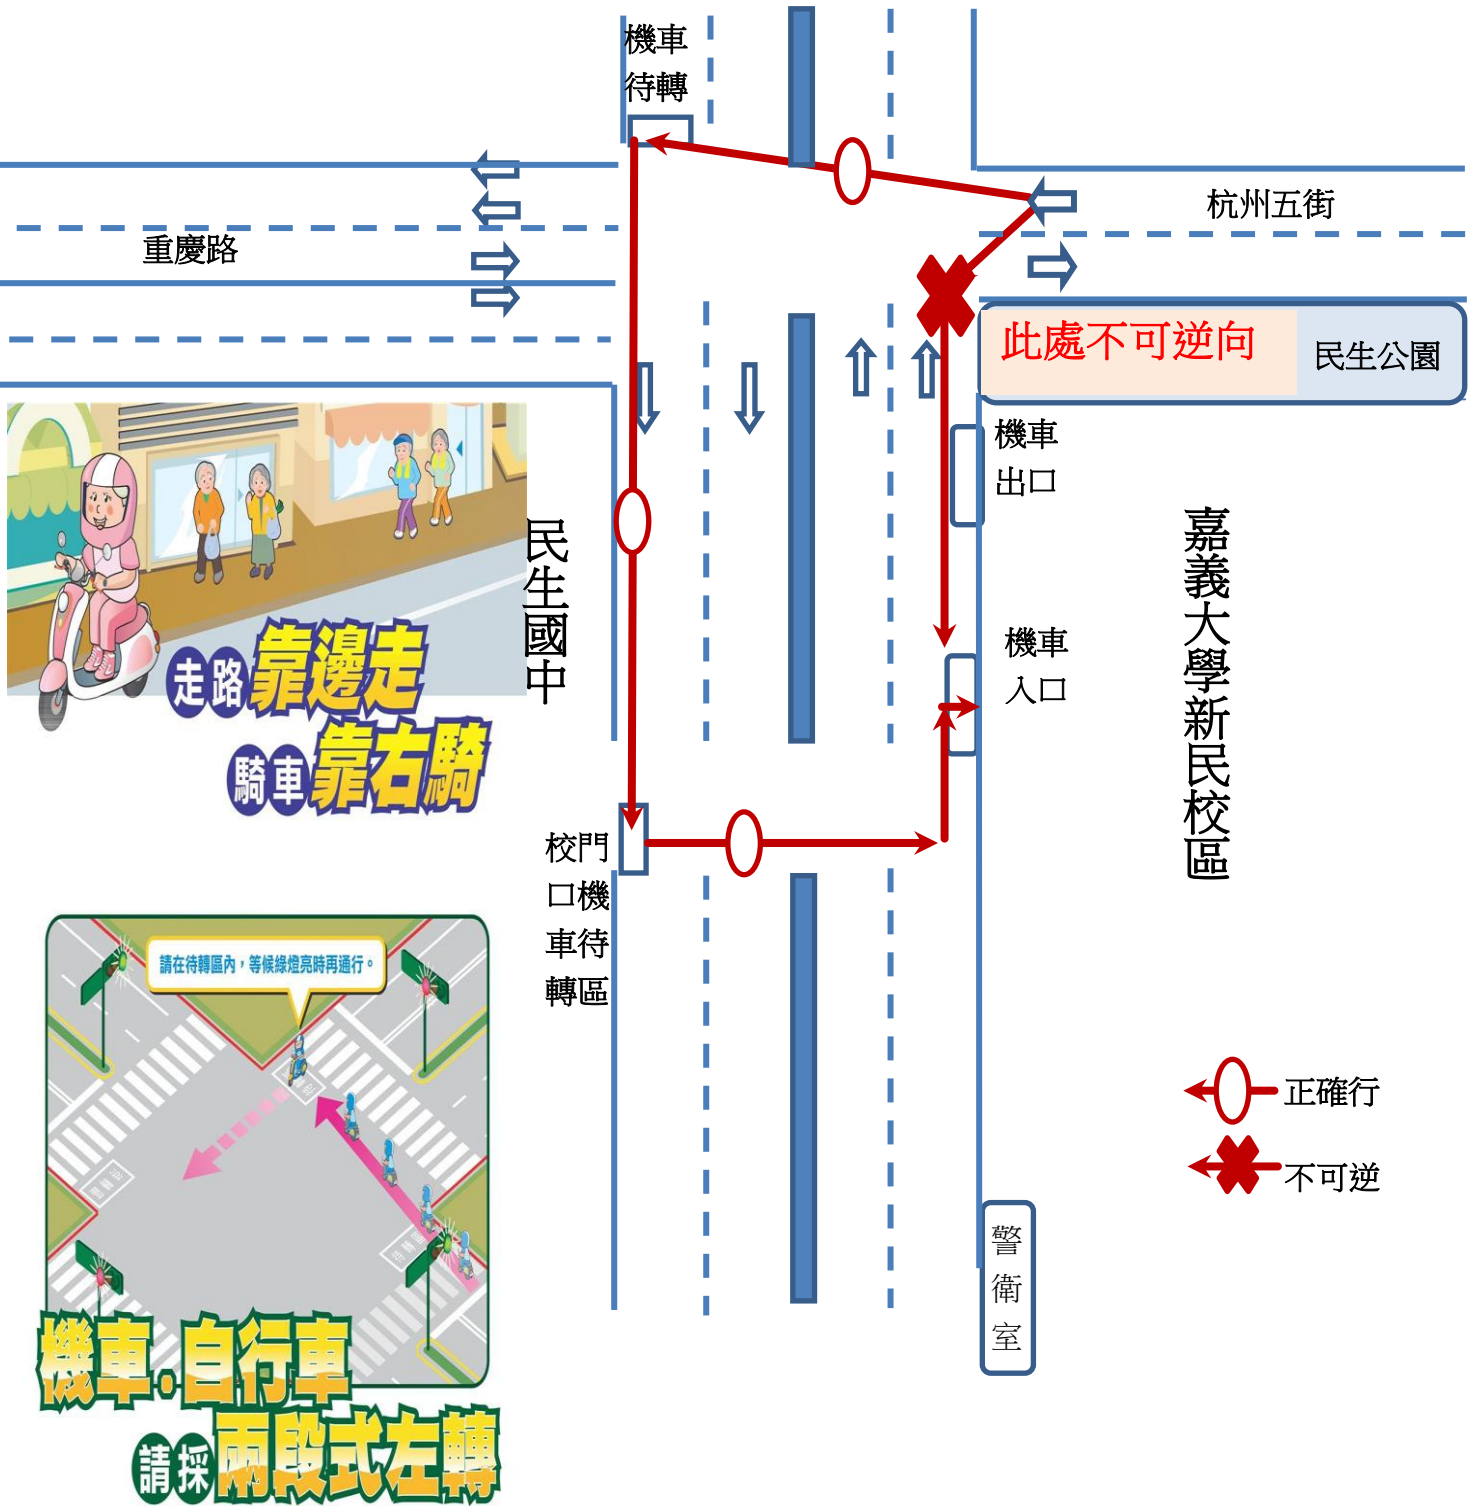 機車
待轉
杭州五街
重慶路
此處不可逆向
民生公園
機車
出口
民生國中
嘉義大學新民校區
機車
入口
走路靠邊走
騎車靠右騎
校門
口機
車待
轉區
請在待轉區內，等候綠燈亮時再通行。
正確行
不可逆
警
衛
室
機車.自行車
請採兩段式左轉